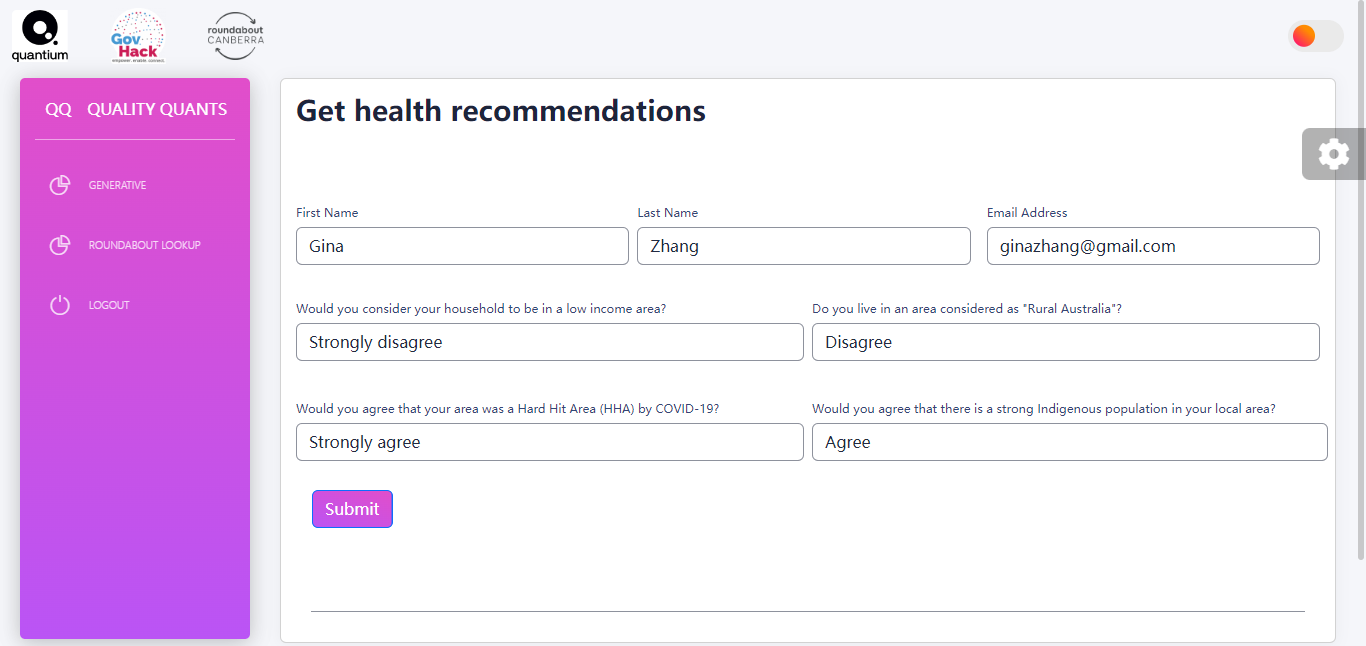 quantium
Gov
Hack
empower. enable. connect.
roundabout
CANBERRA
QQ QUALITY QUANTS
GENERATIVE
ROUNDABOUT LOOKUP
LOGOUT
Get health recommendations
First Name Last Name Email Address
Gina Zhang ginazhang@gmail.com
Would you consider your household to be in a low income area? Do you live in an area considered as "Rural Australia"?
Strongly disagree Disagree
Would you agree that your area was a Hard Hit Area (HHA) by COVID-19? Would you agree that there is a strong Indigenous population in your local area?
Strongly agree Agree
Submit